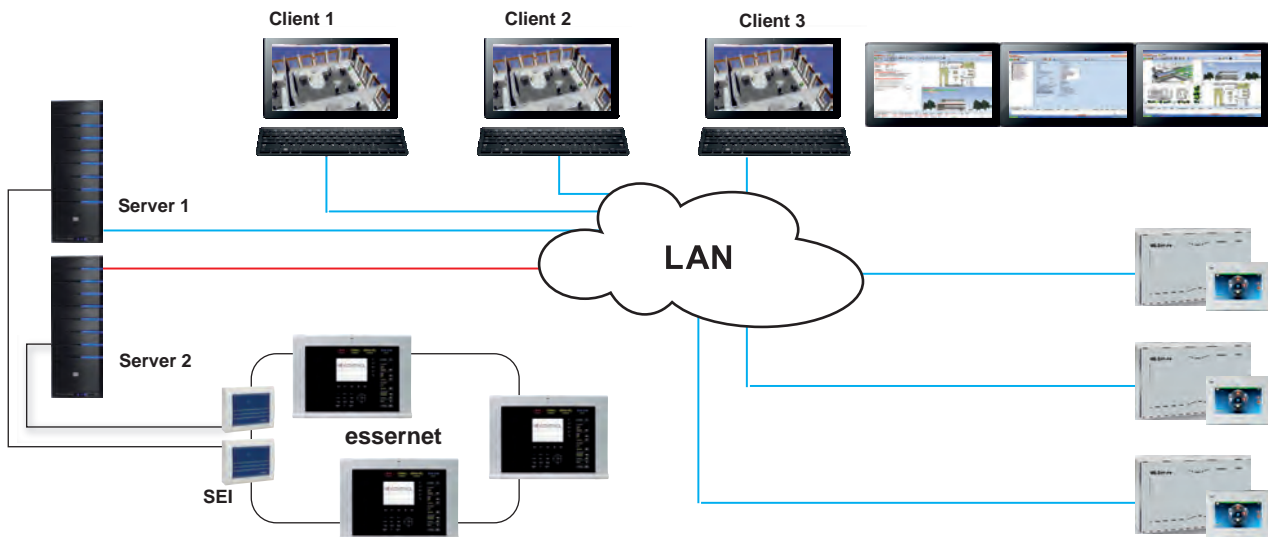 Client 1
Client 2
Client 3
Server 1
LAN
Server 2
essernet
SEI